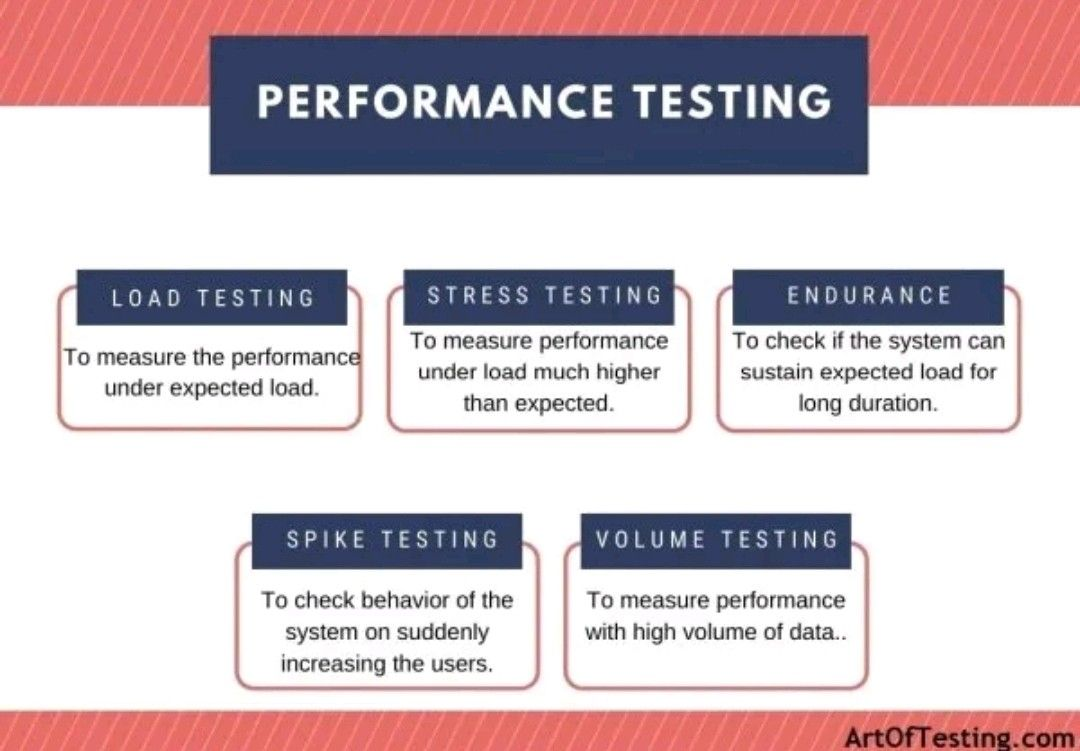 PERFORMANCE TESTING
LOAD TESTING
To measure the performance
under expected load.
STRESS TESTING
To measure performance
under load much higher
than expected.
ENDURANCE
To check if the system can
sustain expected load for
long duration.
SPIKE TESTING
To check behavior of the
system on suddenly
increasing the users.
VOLUME TESTING
To measure performance
with high volume of data..
ArtOfTesting.com